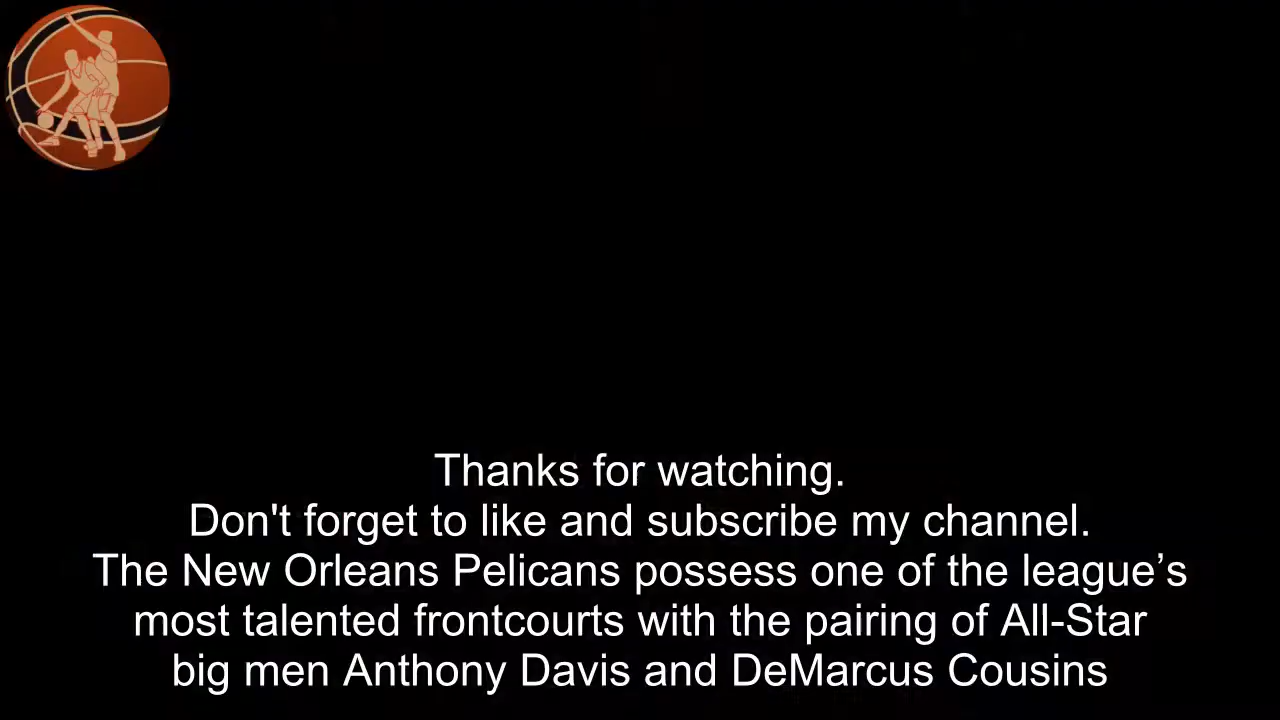 Thanks for watching.
Don't forget to like and subscribe my channel.
The New Orleans Pelicans possess one of the league’s
most talented frontcourts with the pairing of All-Star
big men Anthony Davis and DeMarcus Cousins